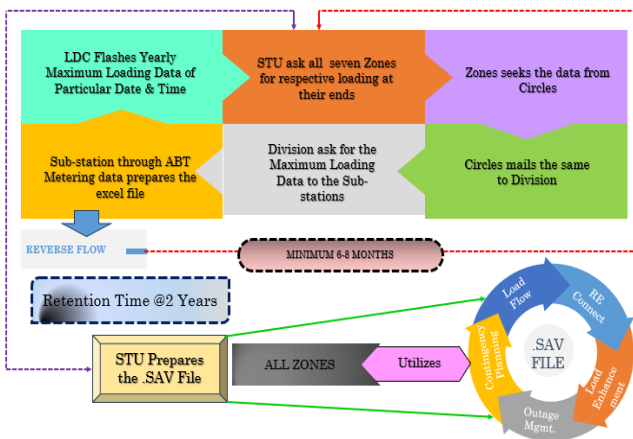 LDC Flashes Yearly
Maximum Loading Data of
Particular Date & Time
STU ask all seven Zones
for respective loading at
their ends
Zones seeks the data from
Circles
Sub-station through ABT
Metering data prepares the
excel file
Division ask for the
Maximum Loading
Data to the Sub-
stations
Circles mails the same
to Division
REVERSE FLOW
MINIMUM 6-8 MONTHS
Retention Time @2 Years
STU Prepares
the .SAV File
ALL ZONES
Utilizes
Load
Flow
RE
Connect
Load
Enhance
ment
Outage
Mgmt.
Contingency
Planning
.SAV
FILE